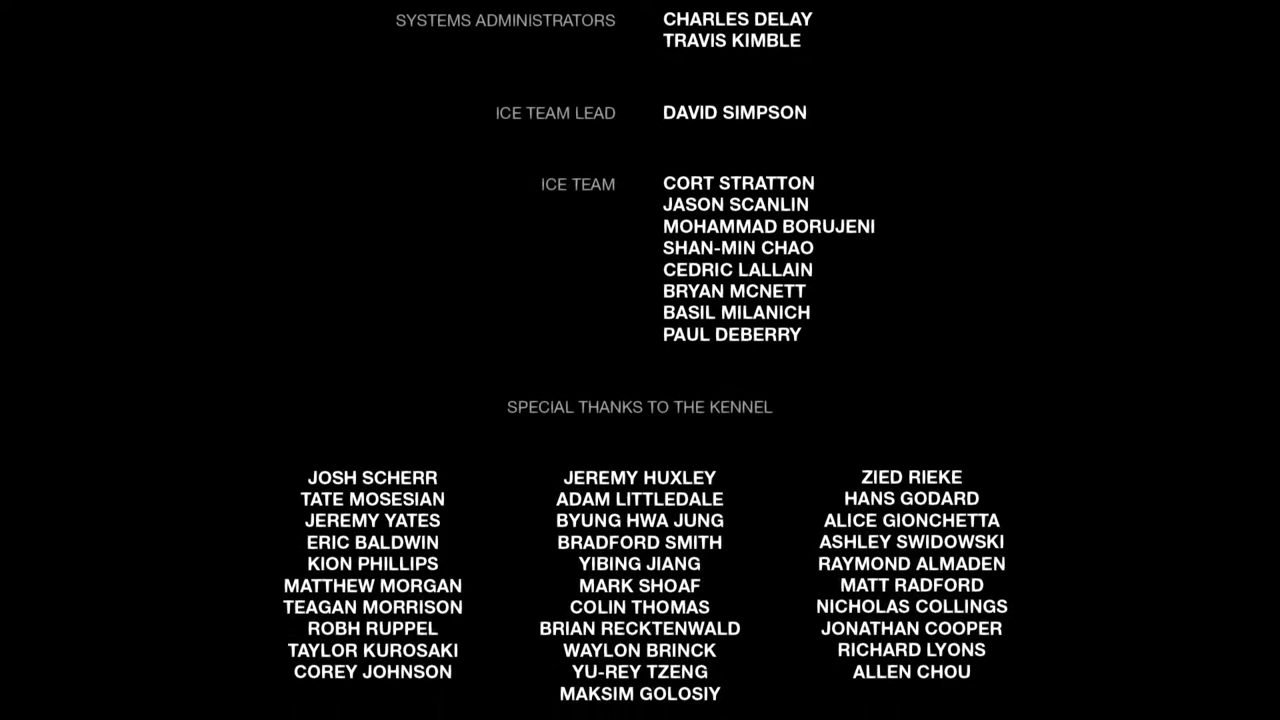 SYSTEMS ADMINISTRATORS CHARLES DELAY
TRAVIS KIMBLE
ICE TEAM LEAD DAVID SIMPSON
ICE TEAM CORT STRATTON
JASON SCANLIN
MOHAMMAD BORUJENI
SHAN-MIN CHAO
CEDRIC LALLAIN
BRYAN MCNETT
BASIL MILANICH
PAUL DEBERRY
SPECIAL THANKS TO THE KENNEL
JOSH SCHERR JEREMY HUXLEY ZIED RIEKE
TATE MOSESIAN ADAM LITTLEDALE HANS GODARD
JEREMY YATES BYUNG HWA JUNG ALICE GIONCHETTA
ERIC BALDWIN BRADFORD SMITH ASHLEY SWIDOWSKI
KION PHILLIPS YIBING JIANG RAYMOND ALMADEN
MATTHEW MORGAN MARK SHOAF MATT RADFORD
TEAGAN MORRISON COLIN THOMAS NICHOLAS COLLINGS
ROBH RUPPEL BRIAN RECKTENWALD JONATHAN COOPER
TAYLOR KUROSAKI WAYLON BRINCK RICHARD LYONS
COREY JOHNSON YU-REY TZENG ALLEN CHOU
MAKSIM GOLOSIY